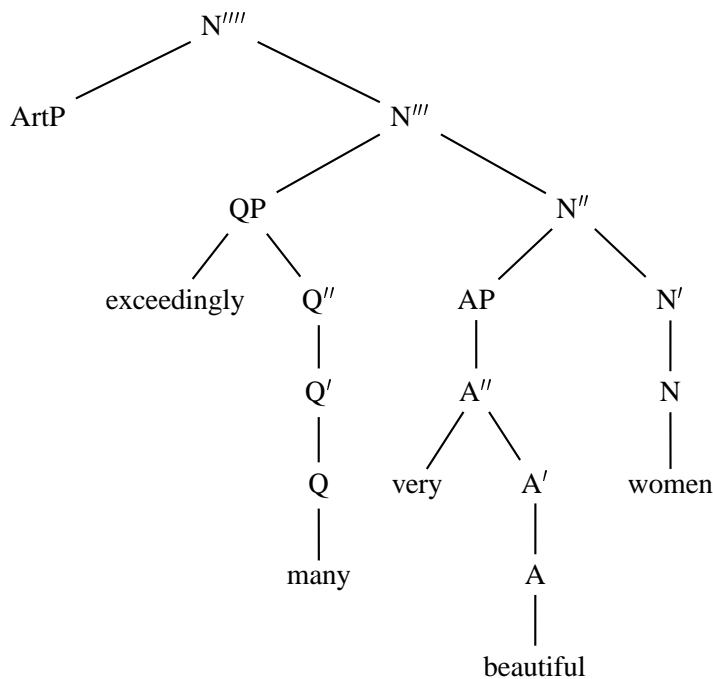 N′′′′
ArtP N′′′
QP N′′
exceedingly Q′′ AP N′
Q′ A′′ N
Q very A′ women
many A
beautiful